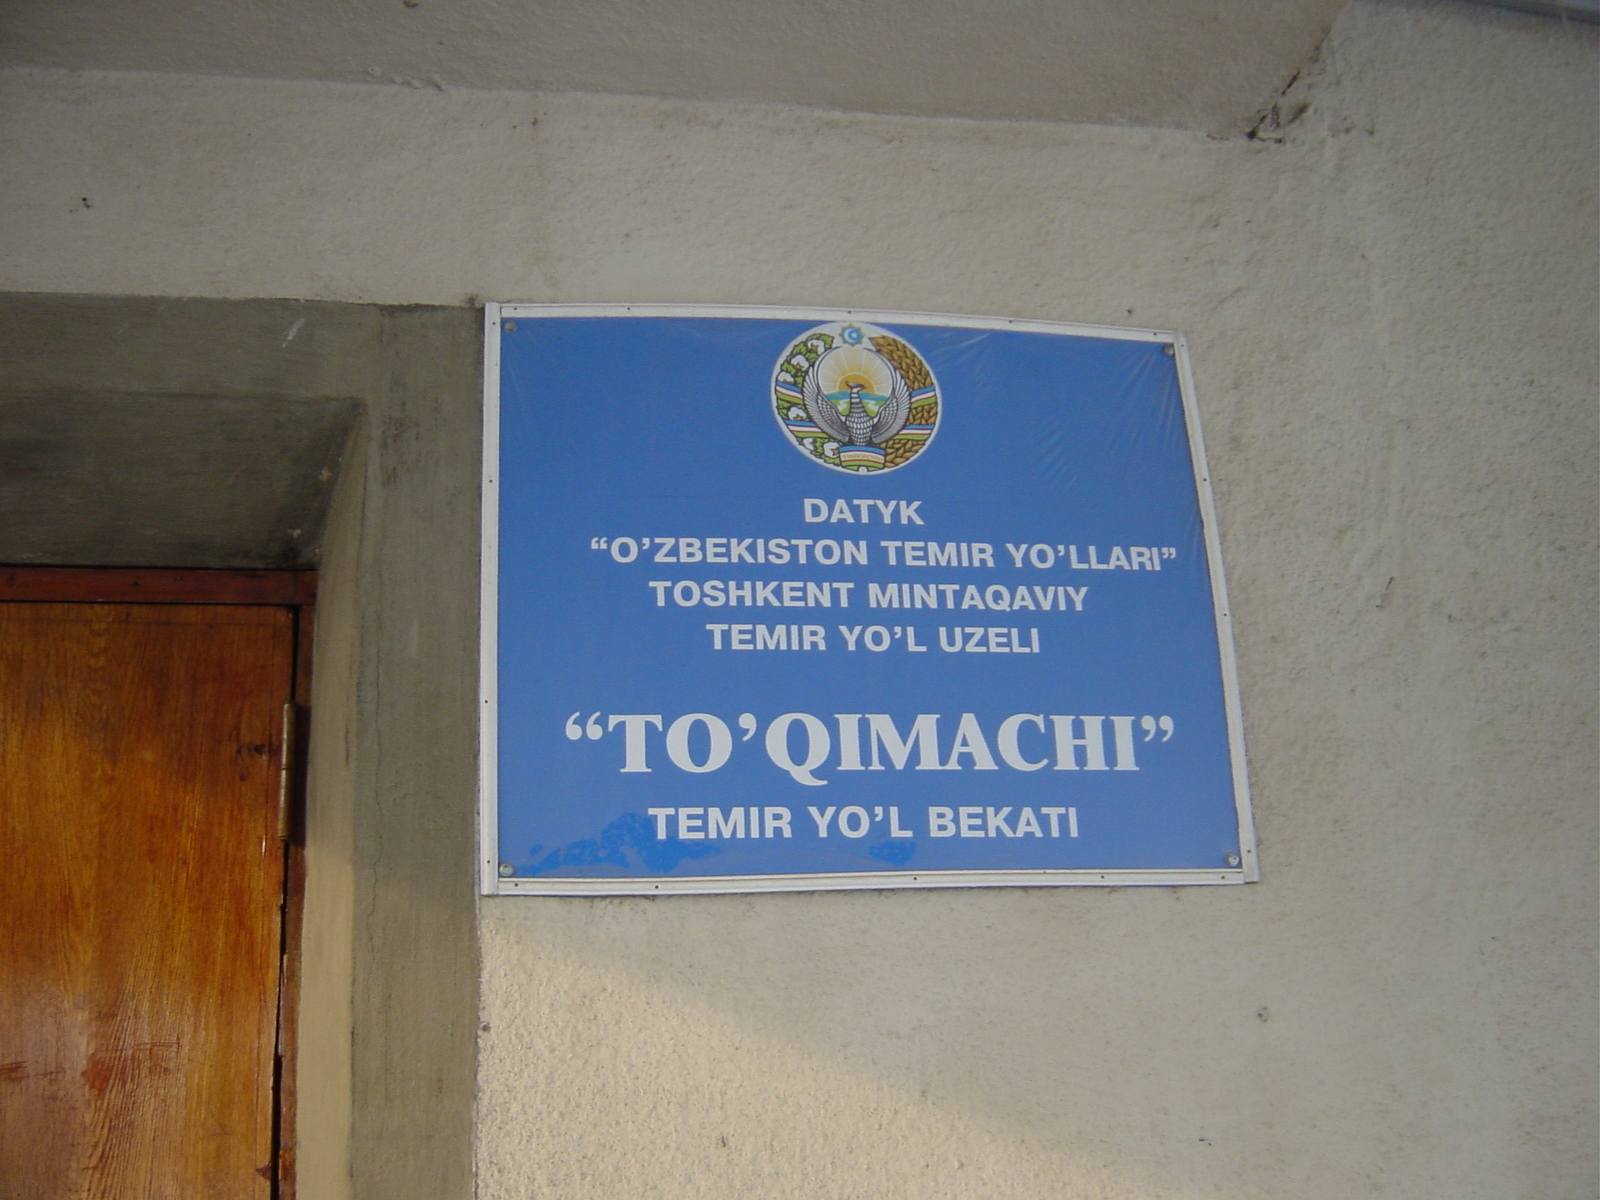 DATYK
“O’ZBEKISTON TEMIR YO’LLARI”
TOSHKENT MINTAQAVIY
TEMIR YO’L UZELI
“TO’QIMACHI”
TEMIR YO’L BEKATI